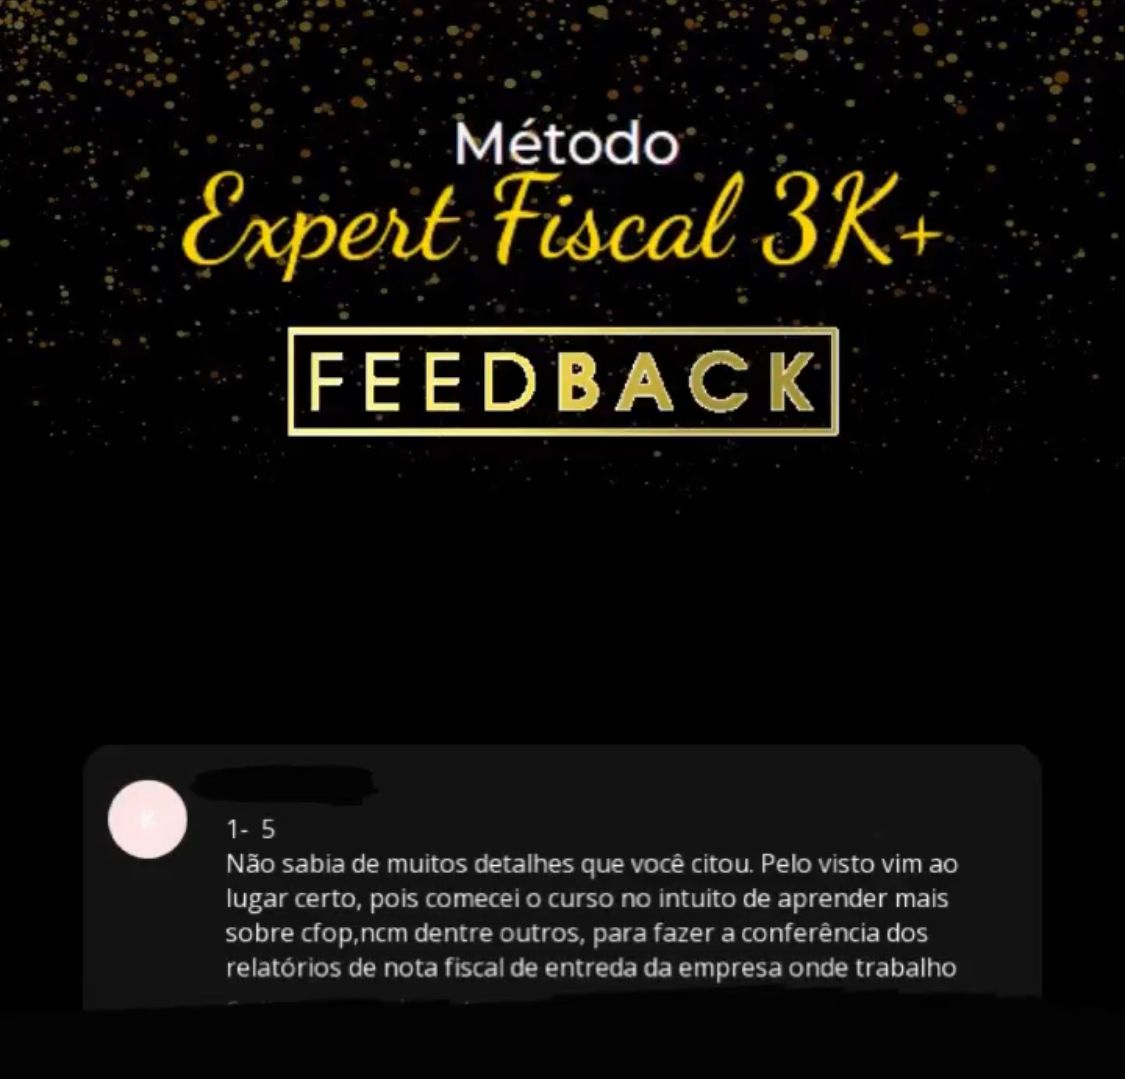 Método
Expert Fiscal 3K+
FEEDBACK
1- 5
Não sabia de muitos detalhes que você citou. Pelo visto vim ao
lugar certo, pois comecei o curso no intuito de aprender mais
sobre cfop,ncm dentre outros, para fazer a conferência dos
relatórios de nota fiscal de entreda da empresa onde trabalho